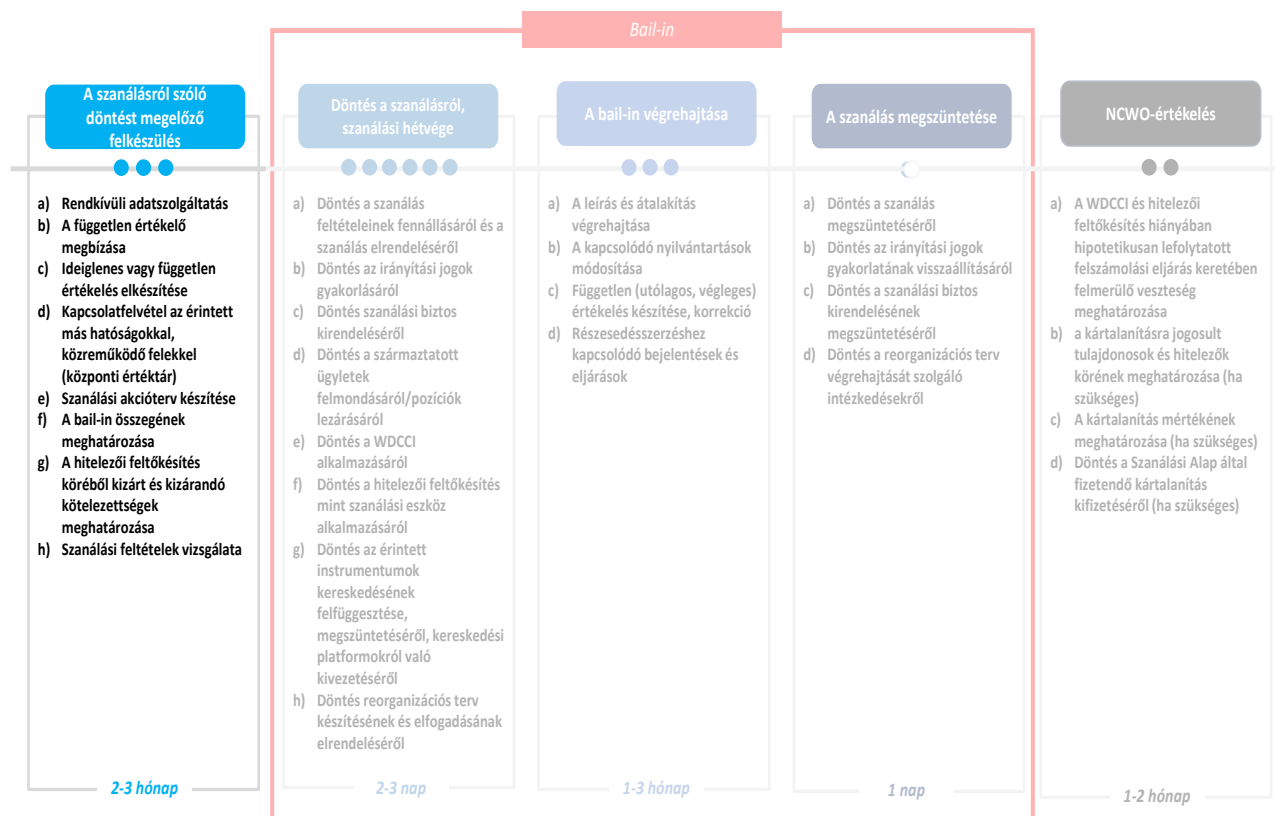 Bail-in
A szanálásról szóló
döntést megelőző
felkészülés
a) Rendkívüli adatszolgáltatás
b) A független értékelő
megbízása
c) Ideiglenes vagy független
értékelés elkészítése
d) Kapcsolatfelvétel az érintett
más hatóságokkal,
közreműködő felekkel
(központi értéktár)
e) Szanálási akcióterv készítése
f) A bail-in összegének
meghatározása
g) A hitelezői feltőkésítés
köréből kizárt és kizárandó
kötelezettségek
meghatározása
h) Szanálási feltételek vizsgálata
2-3 hónap
Döntés a szanálásról,
szanálási hétvége
a) Döntés a szanálás
feltételeinek fennállásáról és a
szanálás elrendeléséről
b) Döntés az irányítási jogok
gyakorlásáról
c) Döntés szanálási biztos
kirendeléséről
d) Döntés a származtatott
ügyletek
felmondásáról/pozíciók
lezárásáról
e) Döntés a WDCCI
alkalmazásáról
f) Döntés a hitelezői feltőkésítés
mint szanálási eszköz
alkalmazásáról
g) Döntés az érintett
instrumentumok
kereskedésének
felfüggesztése,
megszüntetéséről, kereskedési
platformokról való
kivezetéséről
h) Döntés reorganizációs terv
készítésének és elfogadásának
elrendeléséről
2-3 nap
A bail-in végrehajtása
a) A leírás és átalakítás
végrehajtása
b) A kapcsolódó nyilvántartások
módosítása
c) Független (utólagos, végleges)
értékelés készítése, korrekció
d) Részesedésszerzéshez
kapcsolódó bejelentések és
eljárások
1-3 hónap
A szanálás megszüntetése
a) Döntés a szanálás
megszüntetéséről
b) Döntés az irányítási jogok
gyakorlatának visszaállításáról
c) Döntés a szanálási biztos
kirendelésének
megszüntetéséről
d) Döntés a reorganizációs terv
végrehajtását szolgáló
intézkedésekről
1 nap
NCWO-értékelés
a) A WDCCI és hitelezői
feltőkésítés hiányában
hipotetikusan lefolytatott
felszámolási eljárás keretében
felmerülő veszteség
meghatározása
b) a kártalanításra jogosult
tulajdonosok és hitelezők
körének meghatározása (ha
szükséges)
c) A kártalanítás mértékének
meghatározása (ha szükséges)
d) Döntés a Szanálási Alap által
fizetendő kártalanítás
kifizetéséről (ha szükséges)
1-2 hónap